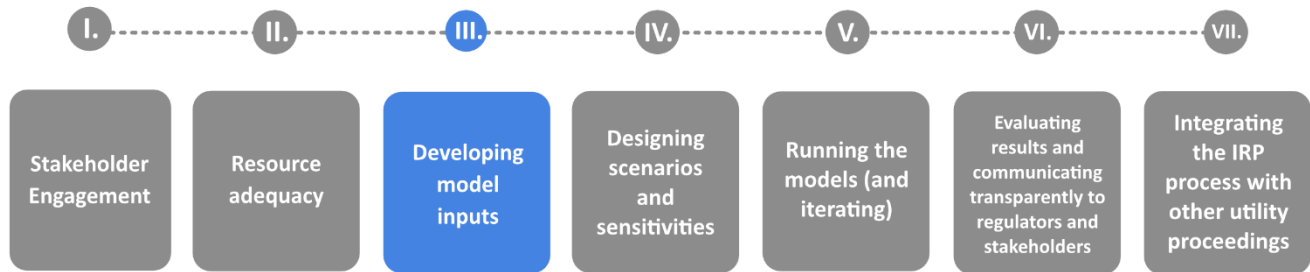 I.
II.
III.
IV.
V.
VI.
VII.
Stakeholder
Engagement
Resource
adequacy
Developing
model
inputs
Designing
scenarios
and
sensitivities
Running the
models (and
iterating)
Evaluating
results and
communicating
transparently to
regulators and
stakeholders
Integrating
the IRP
process with
other utility
proceedings